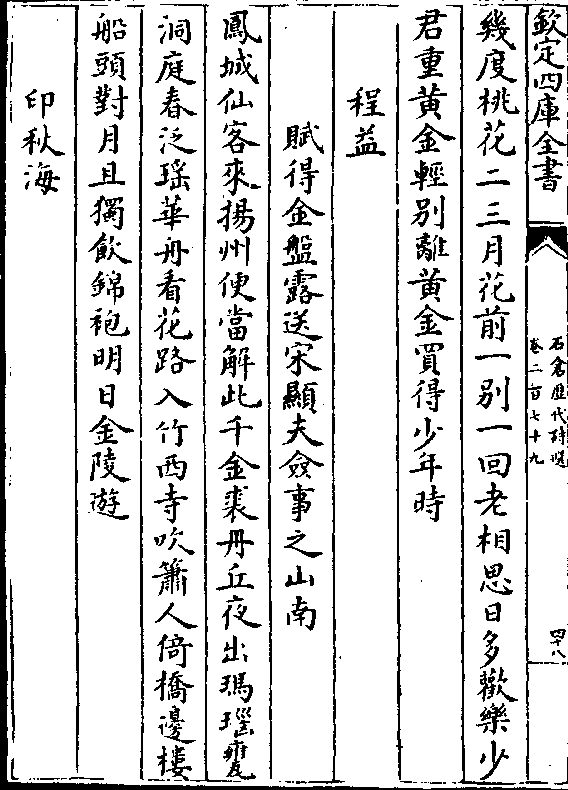 欽定四庫全書
石倉歷代詩選
卷二百七十九
四十八
幾度桃花二三月花前一别一回老相思日多歡樂少
君重黄金輕别離黄金買得少年時
程益
賦得金盤露送宋顯夫僉事之山南
鳳城仙客來揚州便當解此千金裘丹丘夜出瑪瑙甕
洞庭春泛瑤華舟看花路入竹西寺吹簫人倚橋邊樓
船頭對月且獨飲錦袍明日金陵遊
印秋海